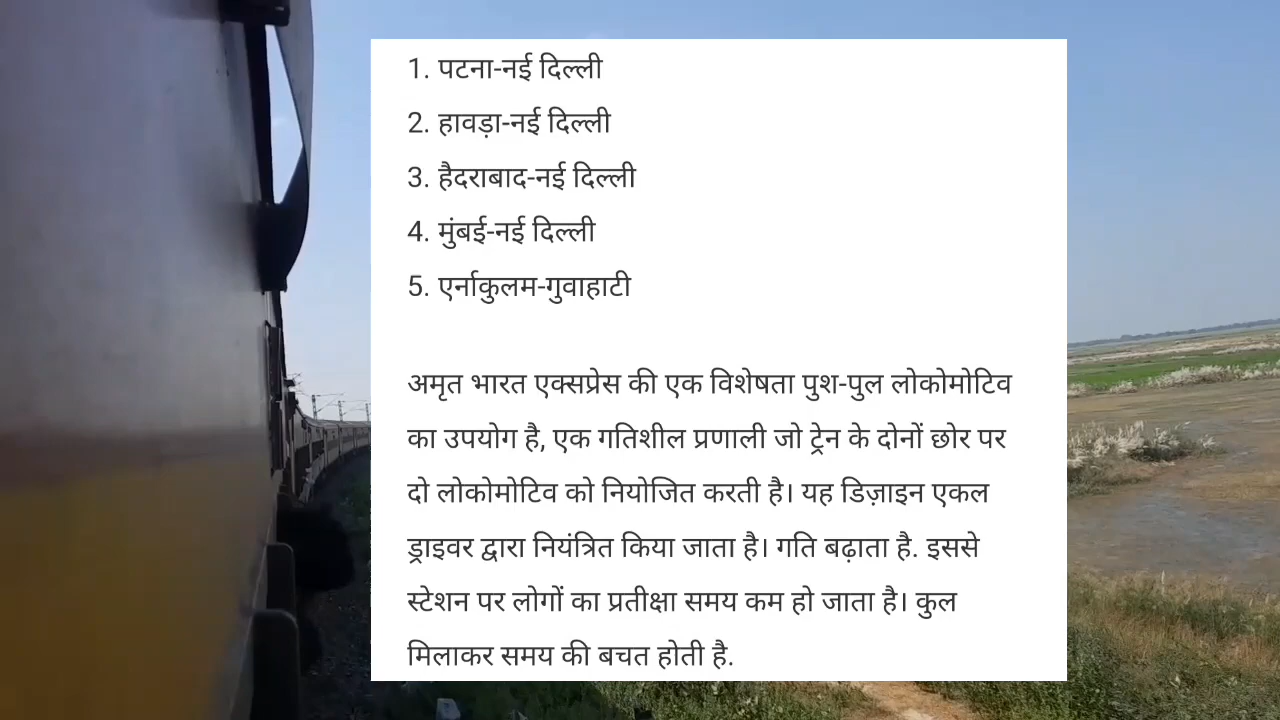 1. पटना-नई दिल्ली
2. हावड़ा-नई दिल्ली
3. हैदराबाद-नई दिल्ली
4. मुंबई-नई दिल्ली
5. एर्नाकुलम-गुवाहाटी
अमृत भारत एक्सप्रेस की एक विशेषता पुश-पुल लोकोमोटिव
का उपयोग है, एक गतिशील प्रणाली जो ट्रेन के दोनों छोर पर
दो लोकोमोटिव को नियोजित करती है। यह डिज़ाइन एकल
ड्राइवर द्वारा नियंत्रित किया जाता है। गति बढ़ाता है. इससे
स्टेशन पर लोगों का प्रतीक्षा समय कम हो जाता है। कुल
मिलाकर समय की बचत होती है.